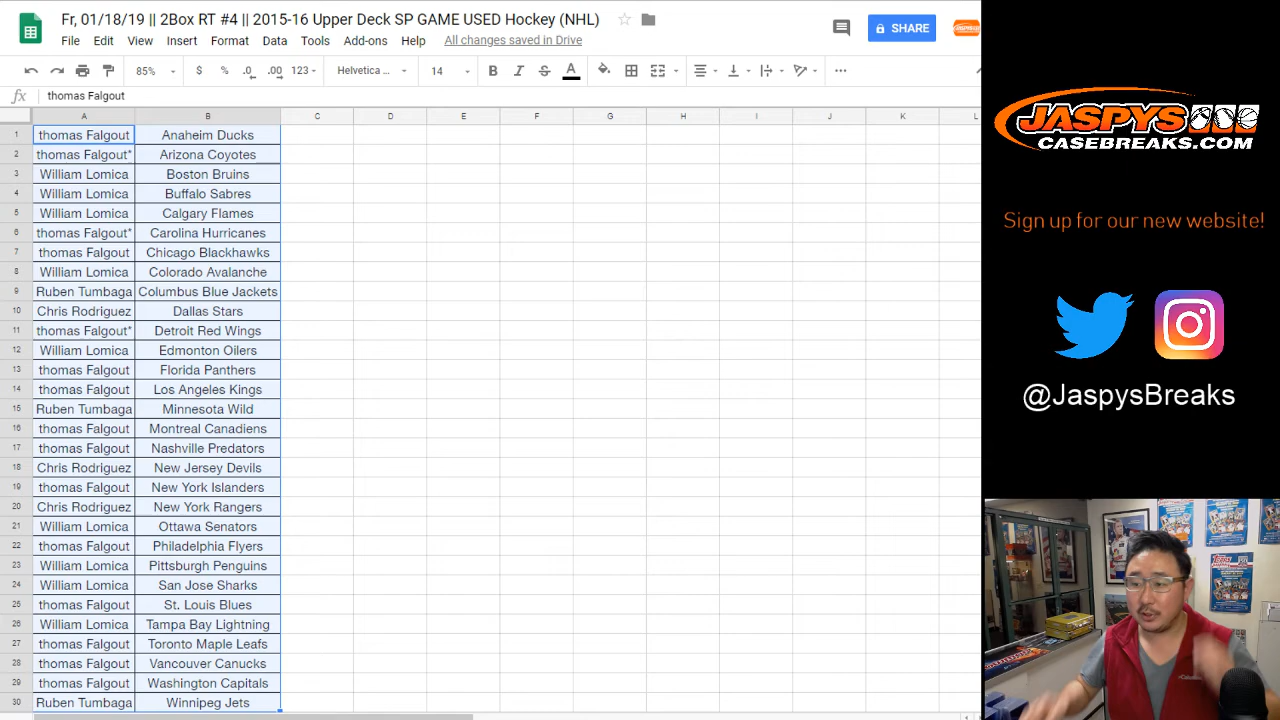 Fr, 01/18/19 || 2Box RT #4 || 2015-16 Upper Deck SP GAME USED Hockey (NHL)
File Edit View Insert Format Data Tools Add-ons Help All changes saved in Drive
SHARE
85% $ % .0 .00 123 Helvetica ... 14 B I S A
fx thomas Falgout
A B C D E F G H I J K L
1 thomas Falgout Anaheim Ducks
2 thomas Falgout* Arizona Coyotes
3 William Lomica Boston Bruins
4 William Lomica Buffalo Sabres
5 William Lomica Calgary Flames
6 thomas Falgout* Carolina Hurricanes
7 thomas Falgout Chicago Blackhawks
8 William Lomica Colorado Avalanche
9 Ruben Tumbaga Columbus Blue Jackets
10 Chris Rodriguez Dallas Stars
11 thomas Falgout* Detroit Red Wings
12 William Lomica Edmonton Oilers
13 thomas Falgout Florida Panthers
14 thomas Falgout Los Angeles Kings
15 Ruben Tumbaga Minnesota Wild
16 thomas Falgout Montreal Canadiens
17 thomas Falgout Nashville Predators
18 Chris Rodriguez New Jersey Devils
19 thomas Falgout New York Islanders
20 Chris Rodriguez New York Rangers
21 William Lomica Ottawa Senators
22 thomas Falgout Philadelphia Flyers
23 William Lomica Pittsburgh Penguins
24 William Lomica San Jose Sharks
25 thomas Falgout St. Louis Blues
26 William Lomica Tampa Bay Lightning
27 thomas Falgout Toronto Maple Leafs
28 thomas Falgout Vancouver Canucks
29 thomas Falgout Washington Capitals
30 Ruben Tumbaga Winnipeg Jets
JASPYS
CASEBREAKS.COM
Sign up for our new website!
@JaspysBreaks